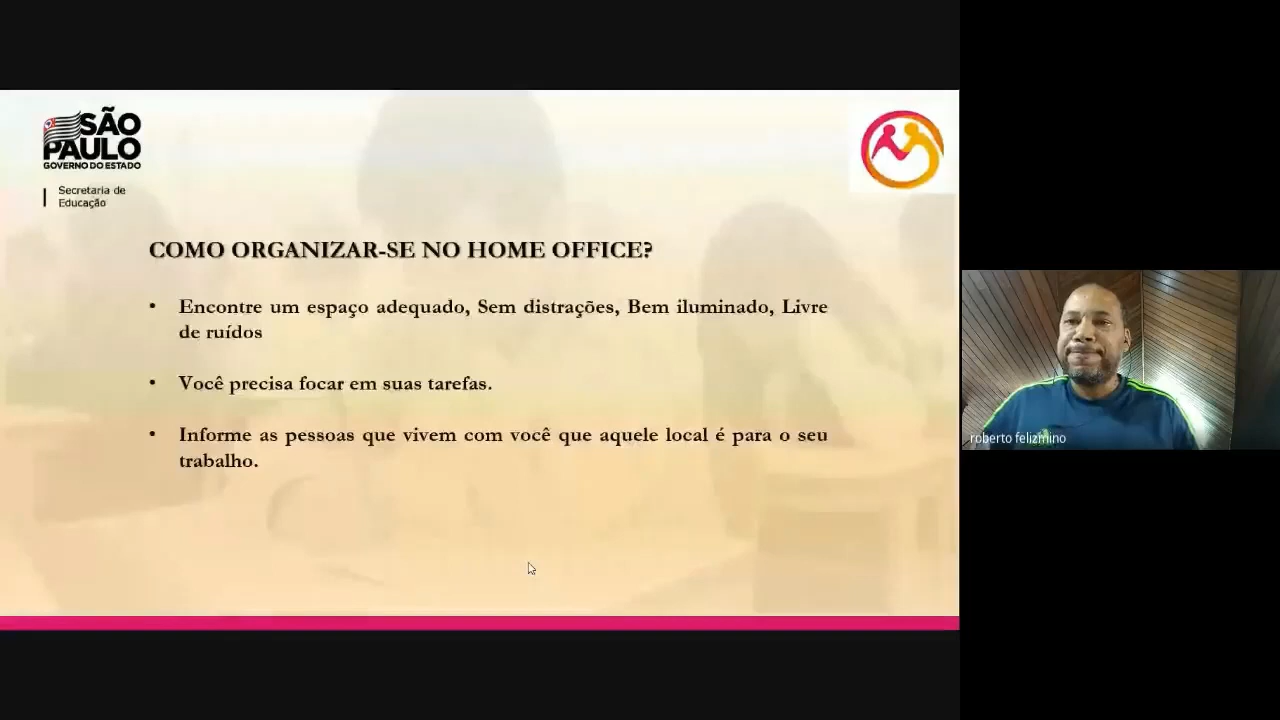 SÃO
PAULO
GOVERNO DO ESTADO
Secretaria de
Educação
COMO ORGANIZAR-SE NO HOME OFFICE?
• Encontre um espaço adequado, Sem distrações, Bem iluminado, Livre
de ruídos
• Você precisa focar em suas tarefas.
• Informe as pessoas que vivem com você que aquele local é para o seu
trabalho.
roberto felizmino